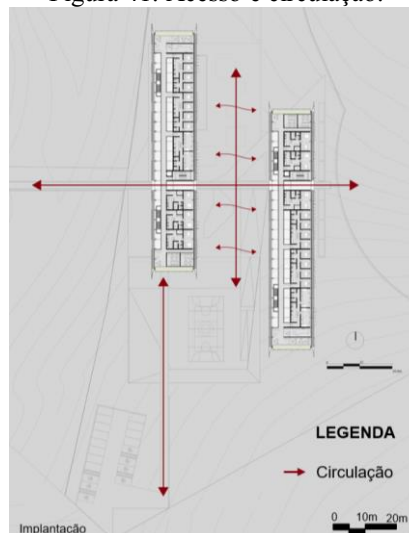 Figura 41: Acesso e circulação.
LEGENDA
Circulação
0 10m 20m
Implantação